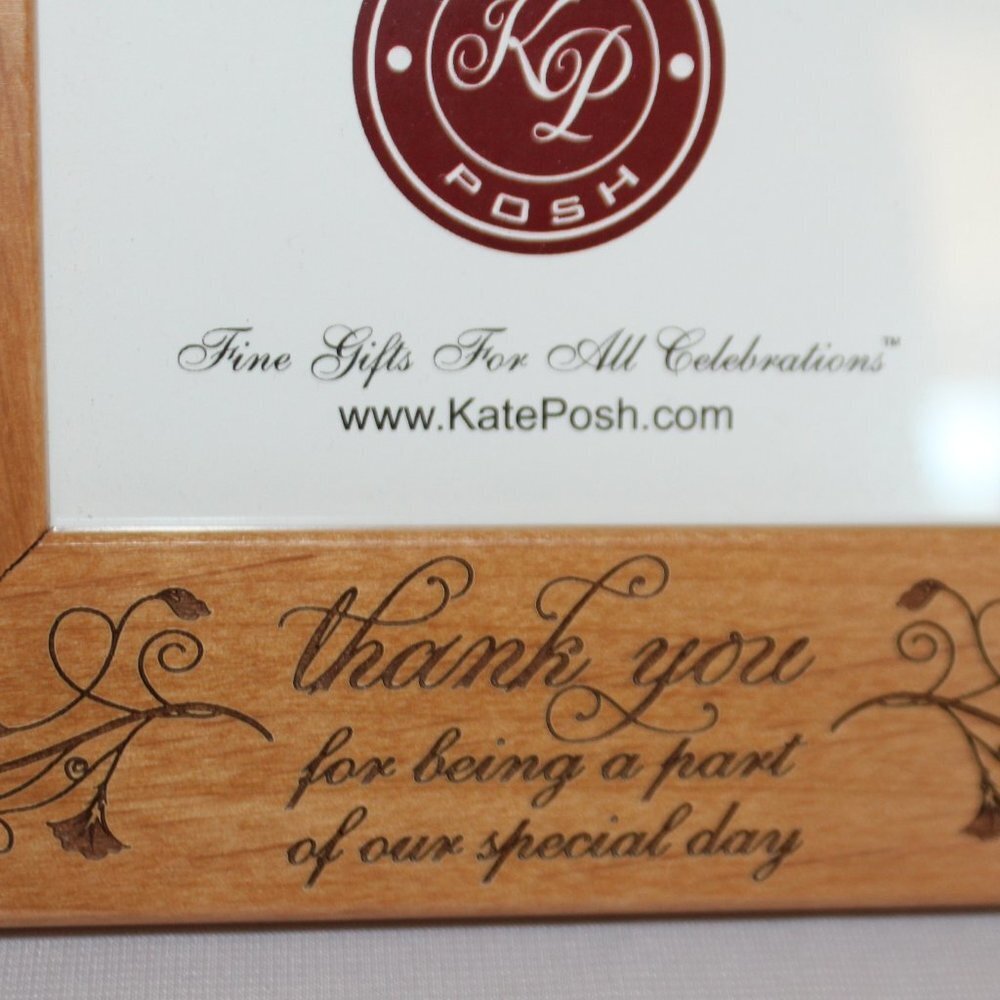 KP
POSH
Fine Gifts For All Celebrations™
www.KatePosh.com
thank you
for being a part
of our special day